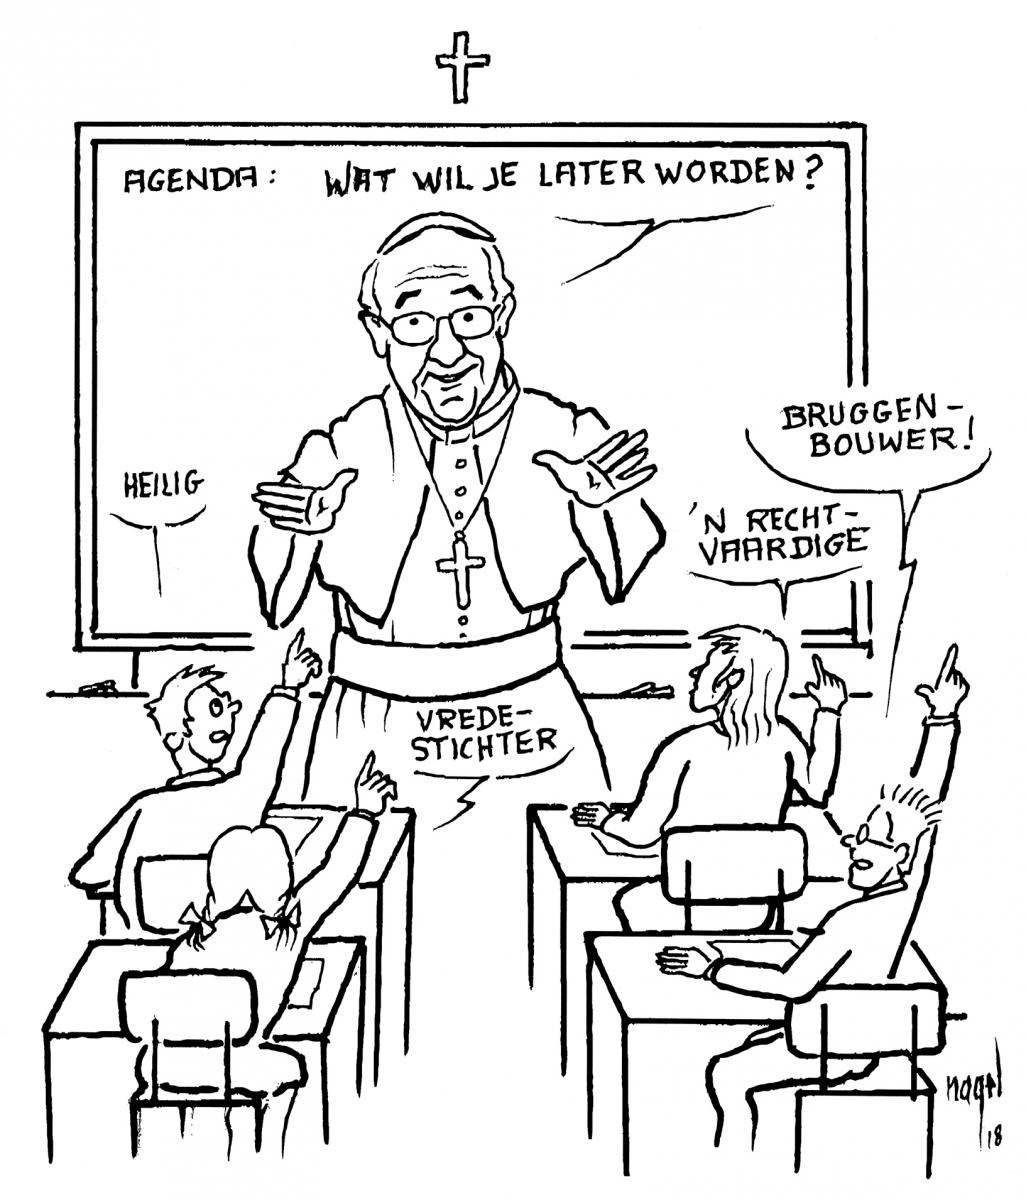 AGENDA: WAT WIL JE LATER WORDEN?
BRUGGEN-
BOUWER!
HEILIG
'N RECHT-
VAARDIGE
VREDE-
STICHTER
nagel
18